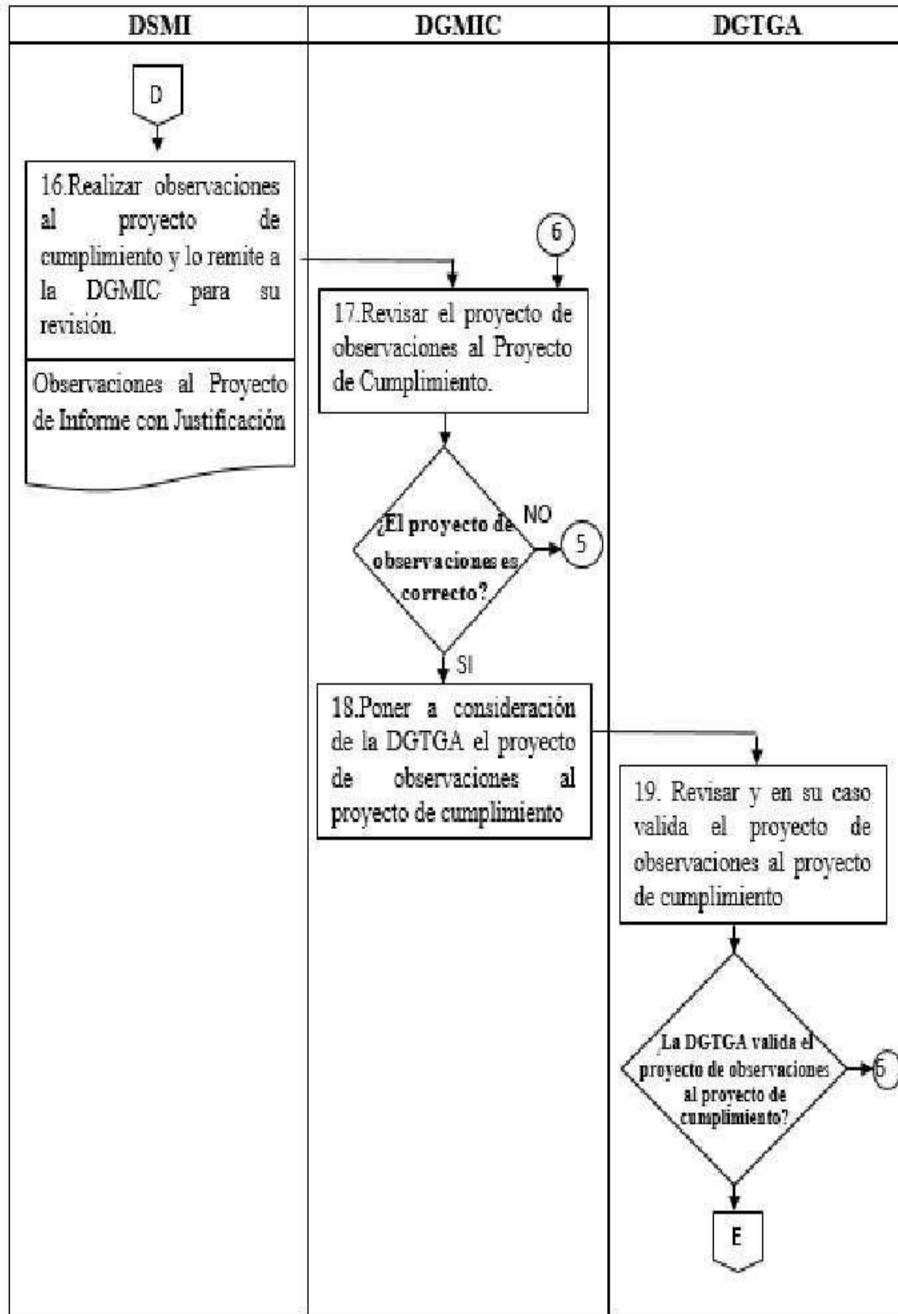 DSMI
DGMIC
DGTGA
D
16.Realizar observaciones
al proyecto de
cumplimiento y lo remite a
la DGMIC para su
revisión.
Observaciones al Proyecto
de Informe con Justificación
6
17.Revisar el proyecto de
observaciones al Proyecto
de Cumplimiento.
¿El proyecto de
observaciones es
correcto?
NO
5
SI
18.Poner a consideración
de la DGTGA el proyecto
de observaciones al
proyecto de cumplimiento
19. Revisar y en su caso
valida el proyecto de
observaciones al proyecto
de cumplimiento
¿La DGTGA valida el
proyecto de observaciones
al proyecto de
cumplimiento?
E